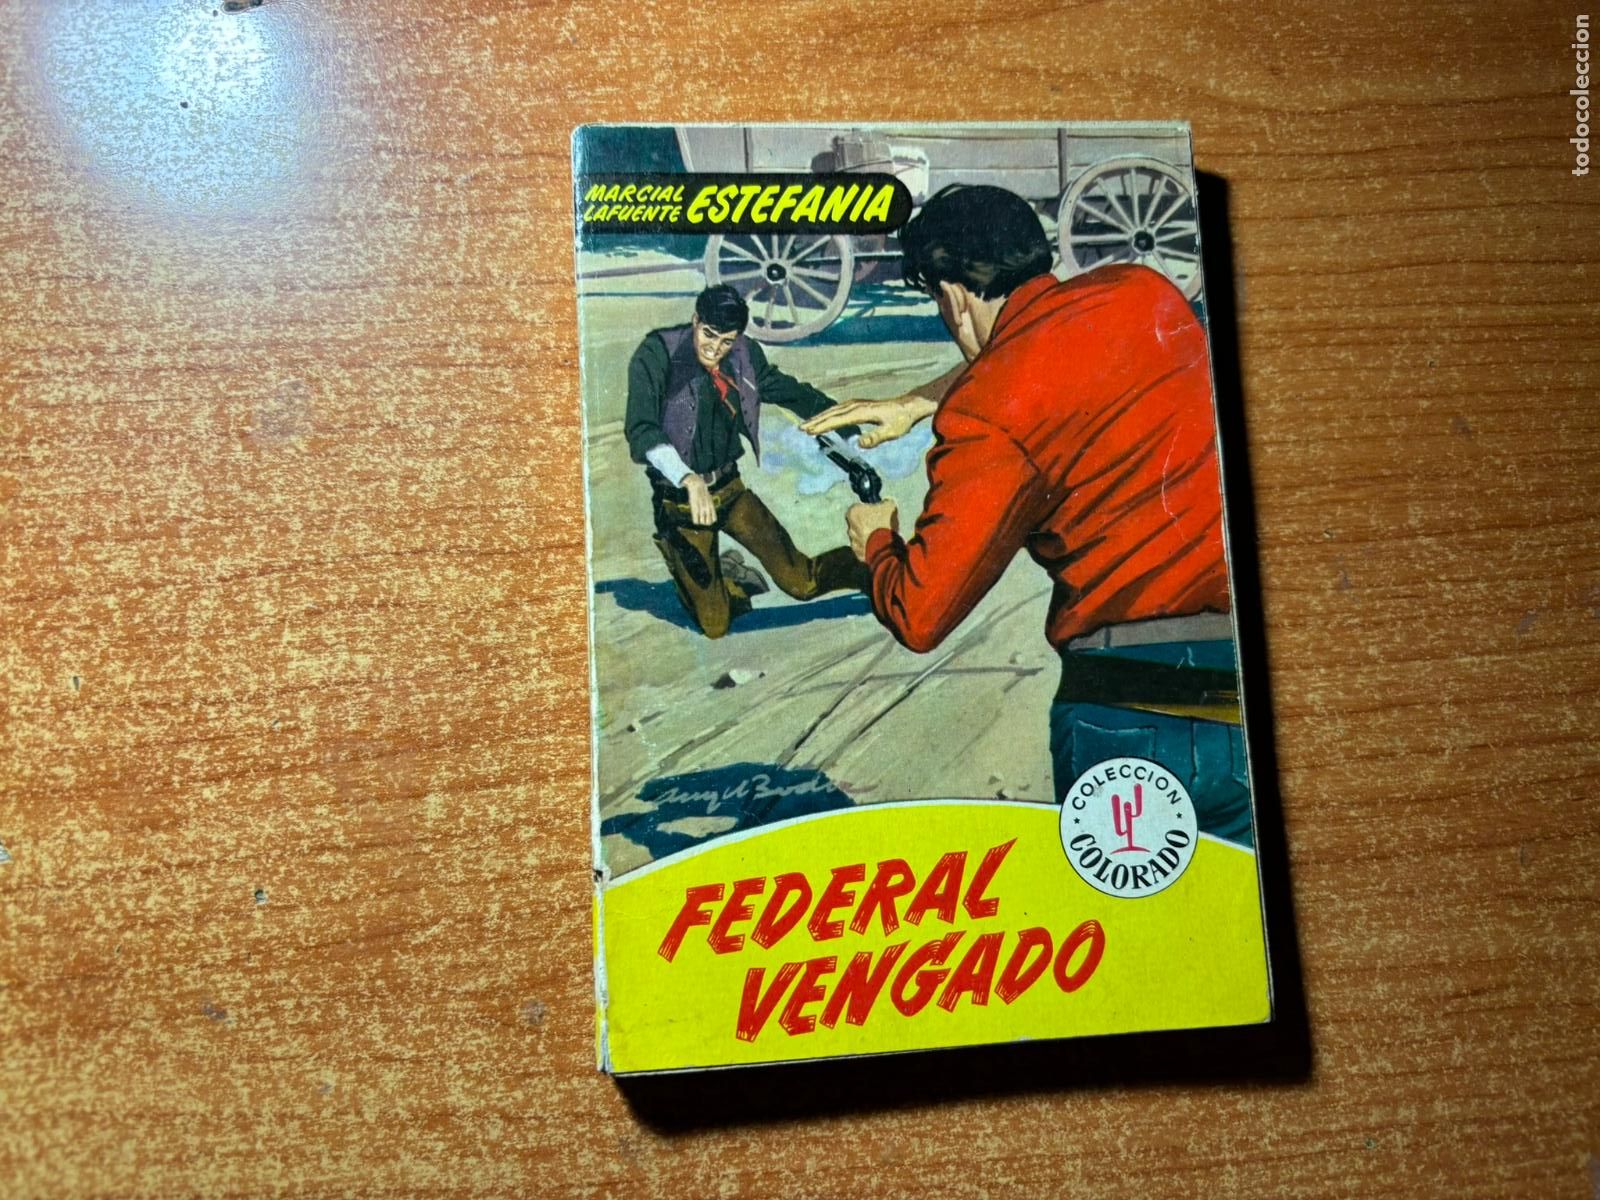 MARCIAL
LAFUENTE
ESTEFANIA
COLECCION
COLORADO
FEDERAL
VENGADO
todocoleccion